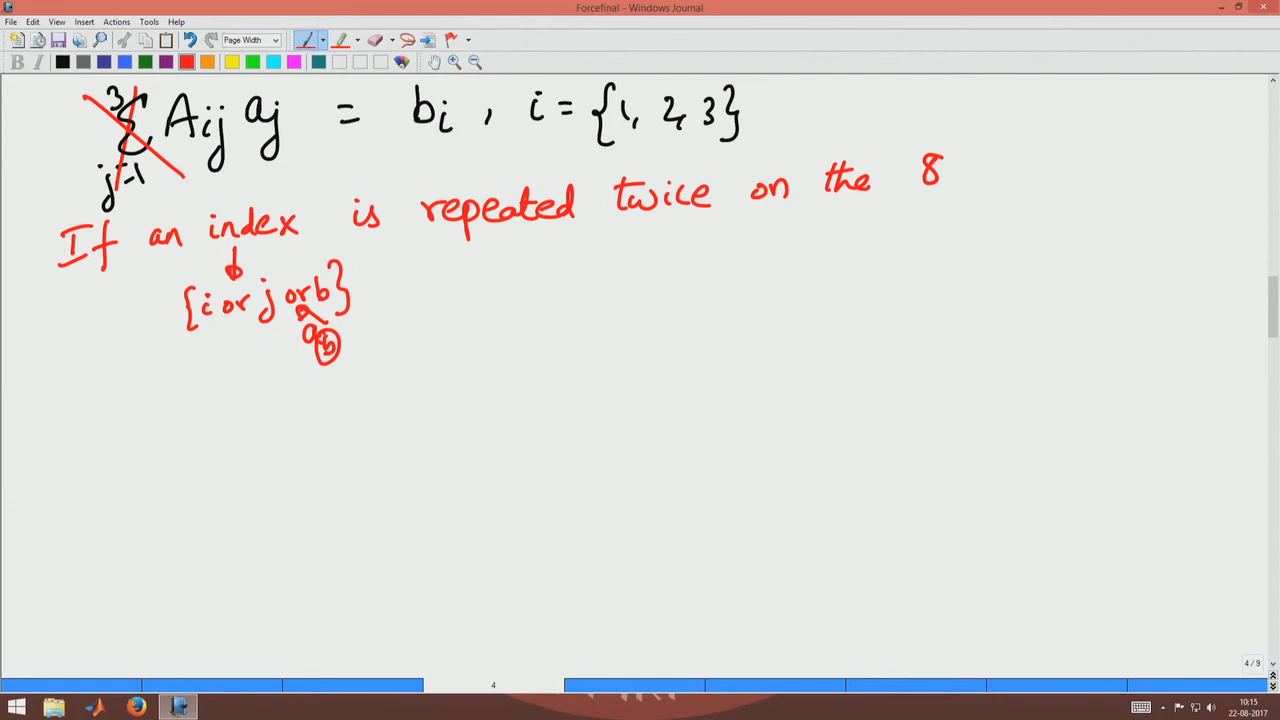 Forcefinal - Windows Journal
File Edit View Insert Actions Tools Help
Page Width
B I
3
Σ Aij aj = bi , i = {1, 2, 3}
j=1
If an index is repeated twice on the 8
{i or j or b}
ab
4 / 9
4
10:15
22-08-2017